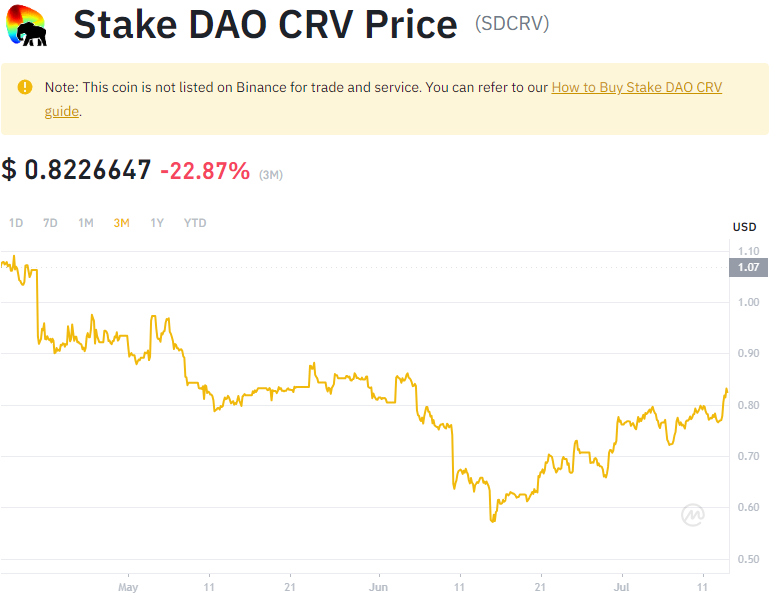 Stake DAO CRV Price (SDCRV)
Note: This coin is not listed on Binance for trade and service. You can refer to our How to Buy Stake DAO CRV
guide.
$ 0.8226647 -22.87% (3M)
1D 7D 1M 3M 1Y YTD
USD
1.10
1.07
1.00
0.90
0.80
0.70
0.60
0.50
May 11 21 Jun 11 21 Jul 11